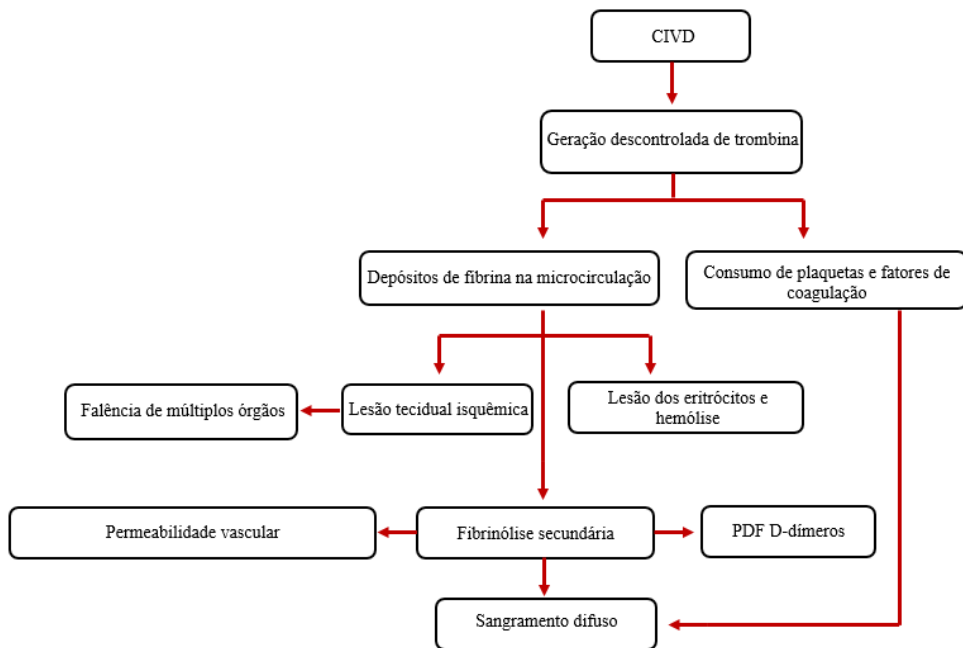 CIVD
Geração descontrolada de trombina
Depósitos de fibrina na microcirculação
Consumo de plaquetas e fatores de
coagulação
Falência de múltiplos órgãos
Lesão tecidual isquêmica
Lesão dos eritrócitos e
hemólise
Permeabilidade vascular
Fibrinólise secundária
PDF D-dímeros
Sangramento difuso